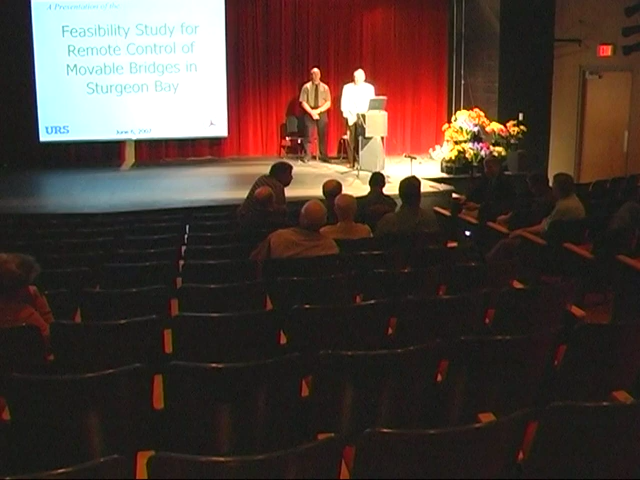 A Presentation of the
Feasibility Study for
Remote Control of
Movable Bridges in
Sturgeon Bay
URS
June 6, 2007
EXIT